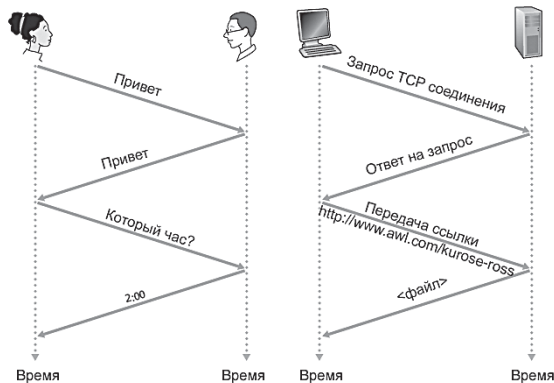 Привет
Привет
Который час?
2:00
Время
Время
Запрос TCP соединения
Ответ на запрос
Передача ссылки
http://www.awl.com/kurose-ross
<файл>
Время
Время